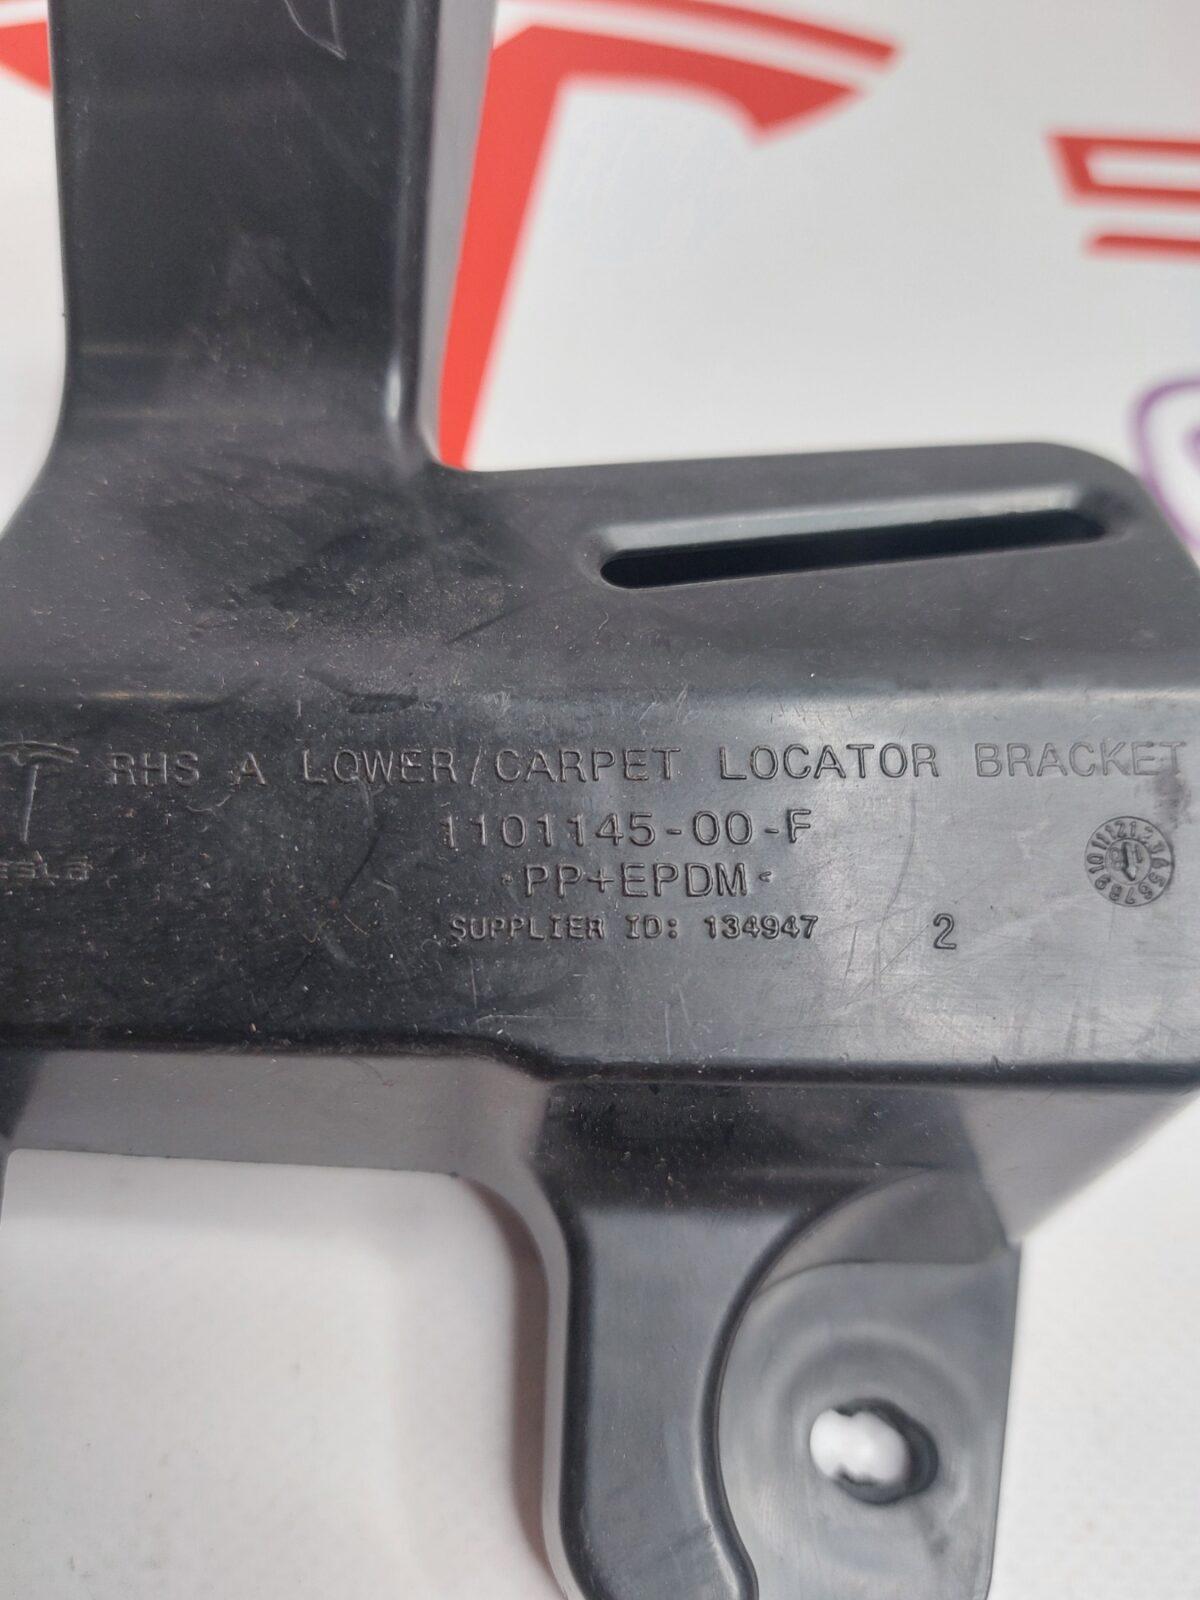 RHS A LOWER/CARPET LOCATOR BRACKET
1101145-00-F
>PP+EPDM<
SUPPLIER ID: 134947
2